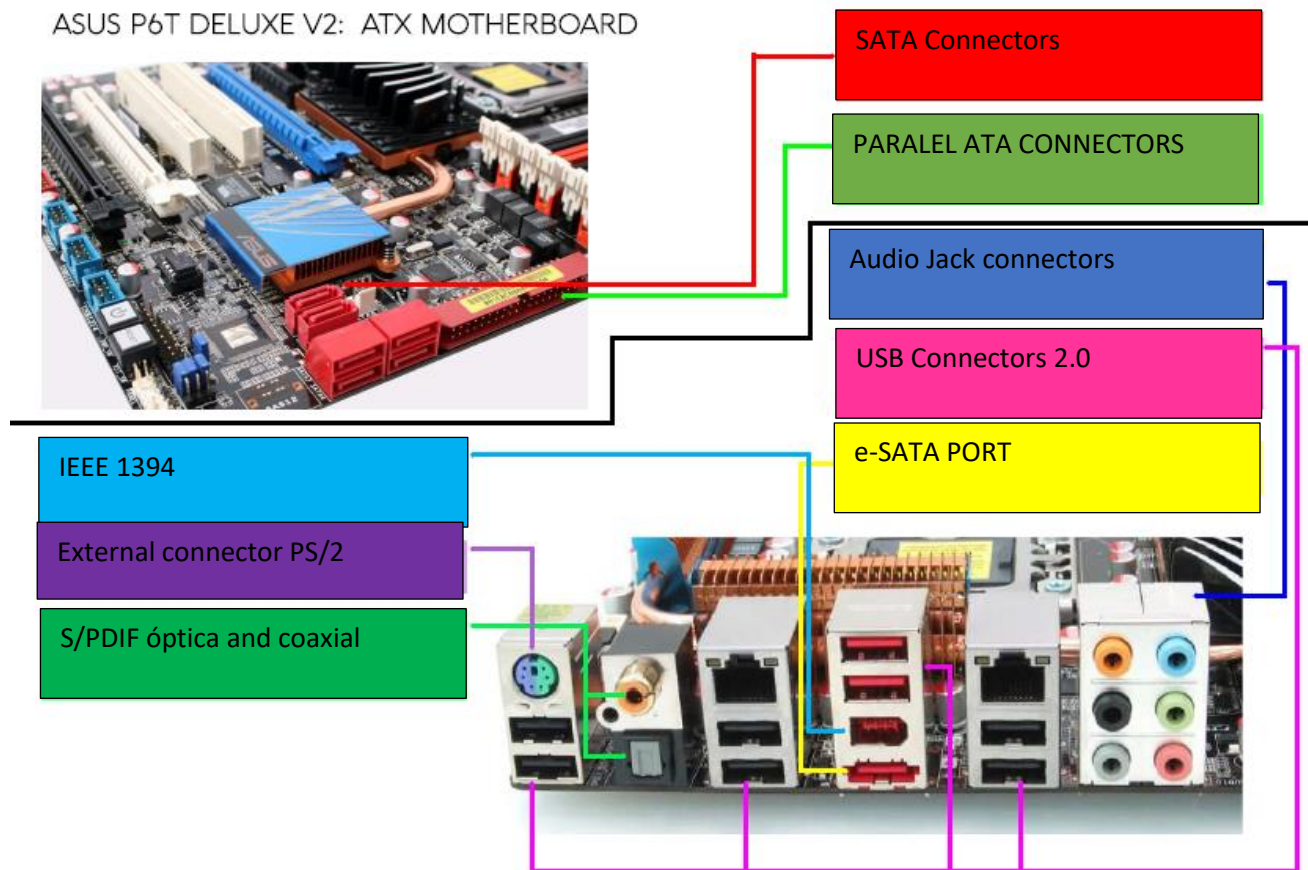 ASUS P6T DELUXE V2: ATX MOTHERBOARD
SATA Connectors
PARALEL ATA CONNECTORS
Audio Jack connectors
USB Connectors 2.0
e-SATA PORT
IEEE 1394
External connector PS/2
S/PDIF óptica and coaxial
ASUS